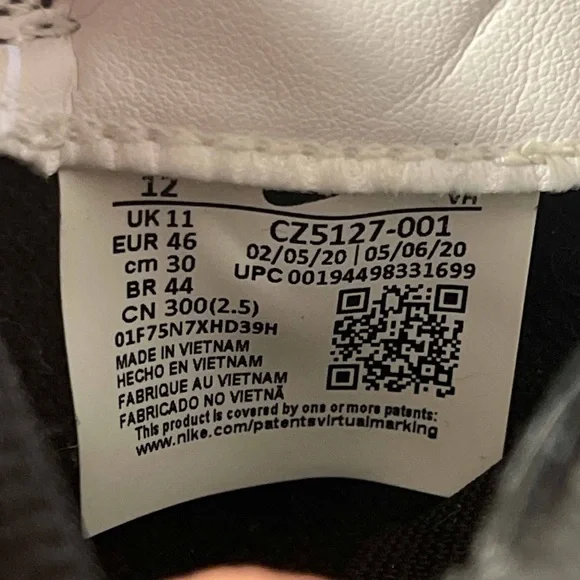 12
VH
UK 11
EUR 46
cm 30
BR 44
CN 300(2.5)
CZ5127-001
02/05/20 | 05/06/20
UPC 00194498331699
01F75N7XHD39H
MADE IN VIETNAM
HECHO EN VIETNAM
FABRIQUE AU VIETNAM
FABRICADO NO VIETNÃ
This product is covered by one or more patents:
www.nike.com/patentsvirtualmarking